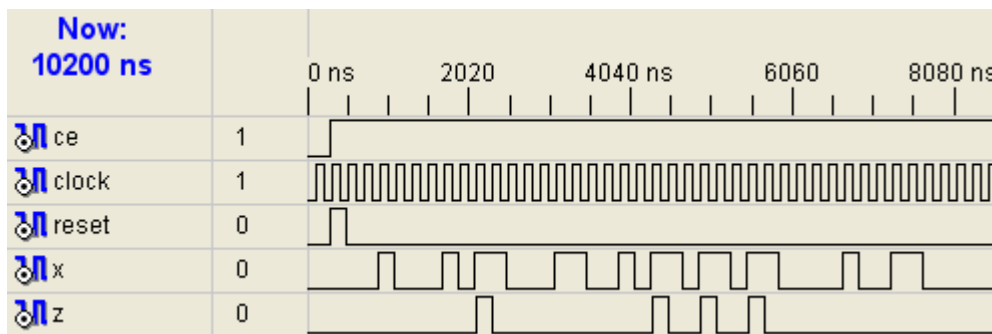 Now:
10200 ns
0 ns 2020 4040 ns 6060 8080 ns
ce 1
clock 1
reset 0
x 0
z 0